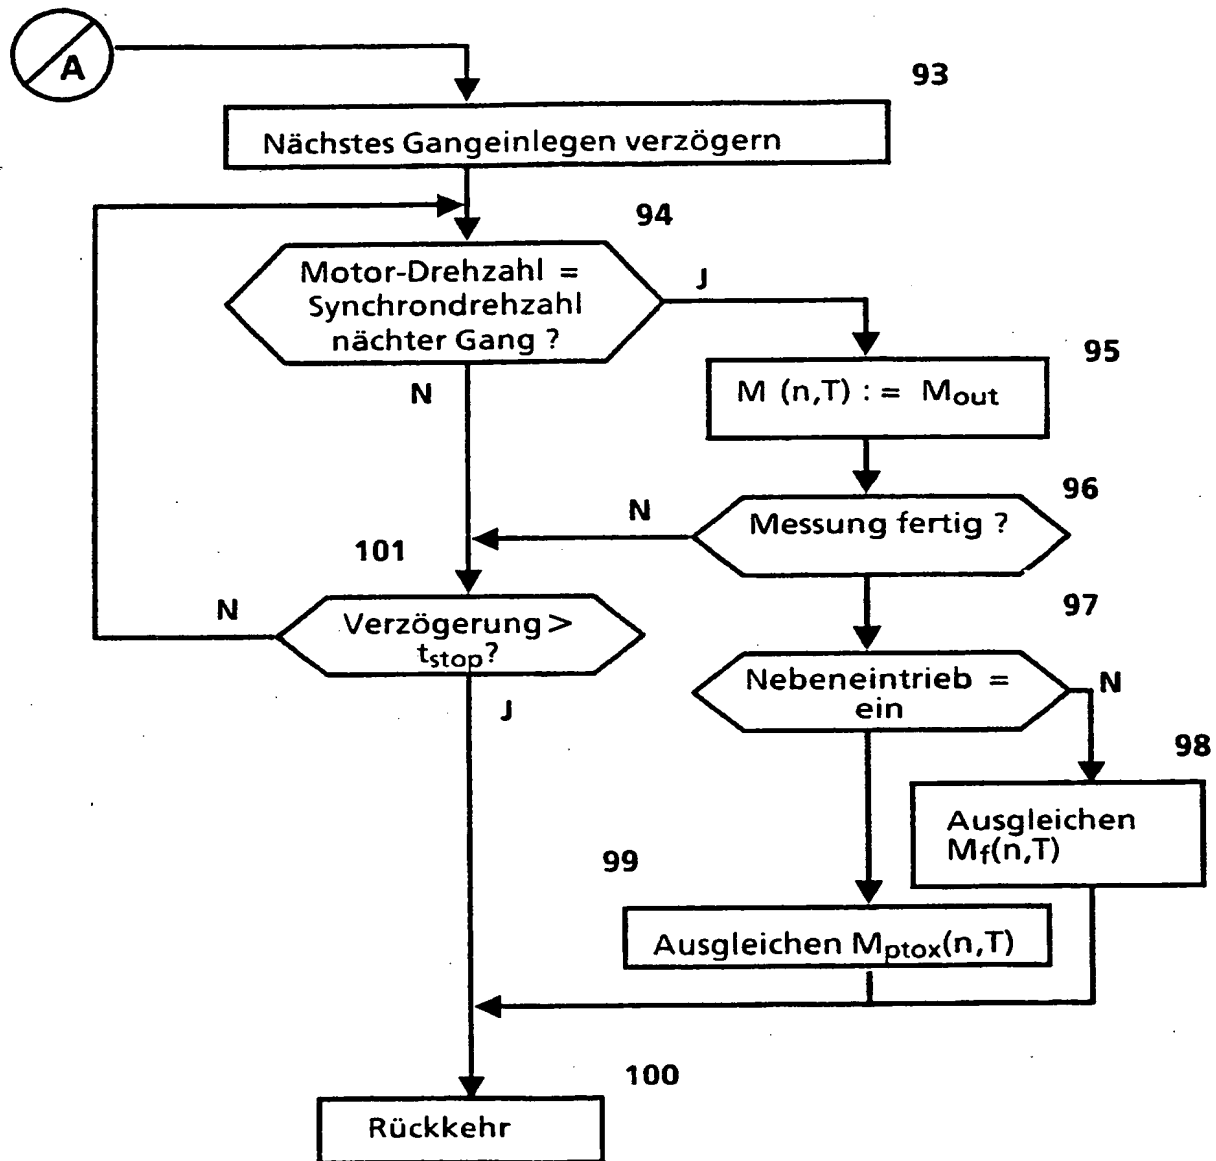 A
93
Nächstes Gangeinlegen verzögern
94
Motor-Drehzahl =
Synchrondrehzahl
nächter Gang ?
J
N
95
M (n,T) : = Mout
96
Messung fertig ?
N
101
Verzögerung >
tstop?
N
J
97
Nebeneintrieb =
ein
N
98
Ausgleichen
Mf(n,T)
99
Ausgleichen Mptox(n,T)
100
Rückkehr